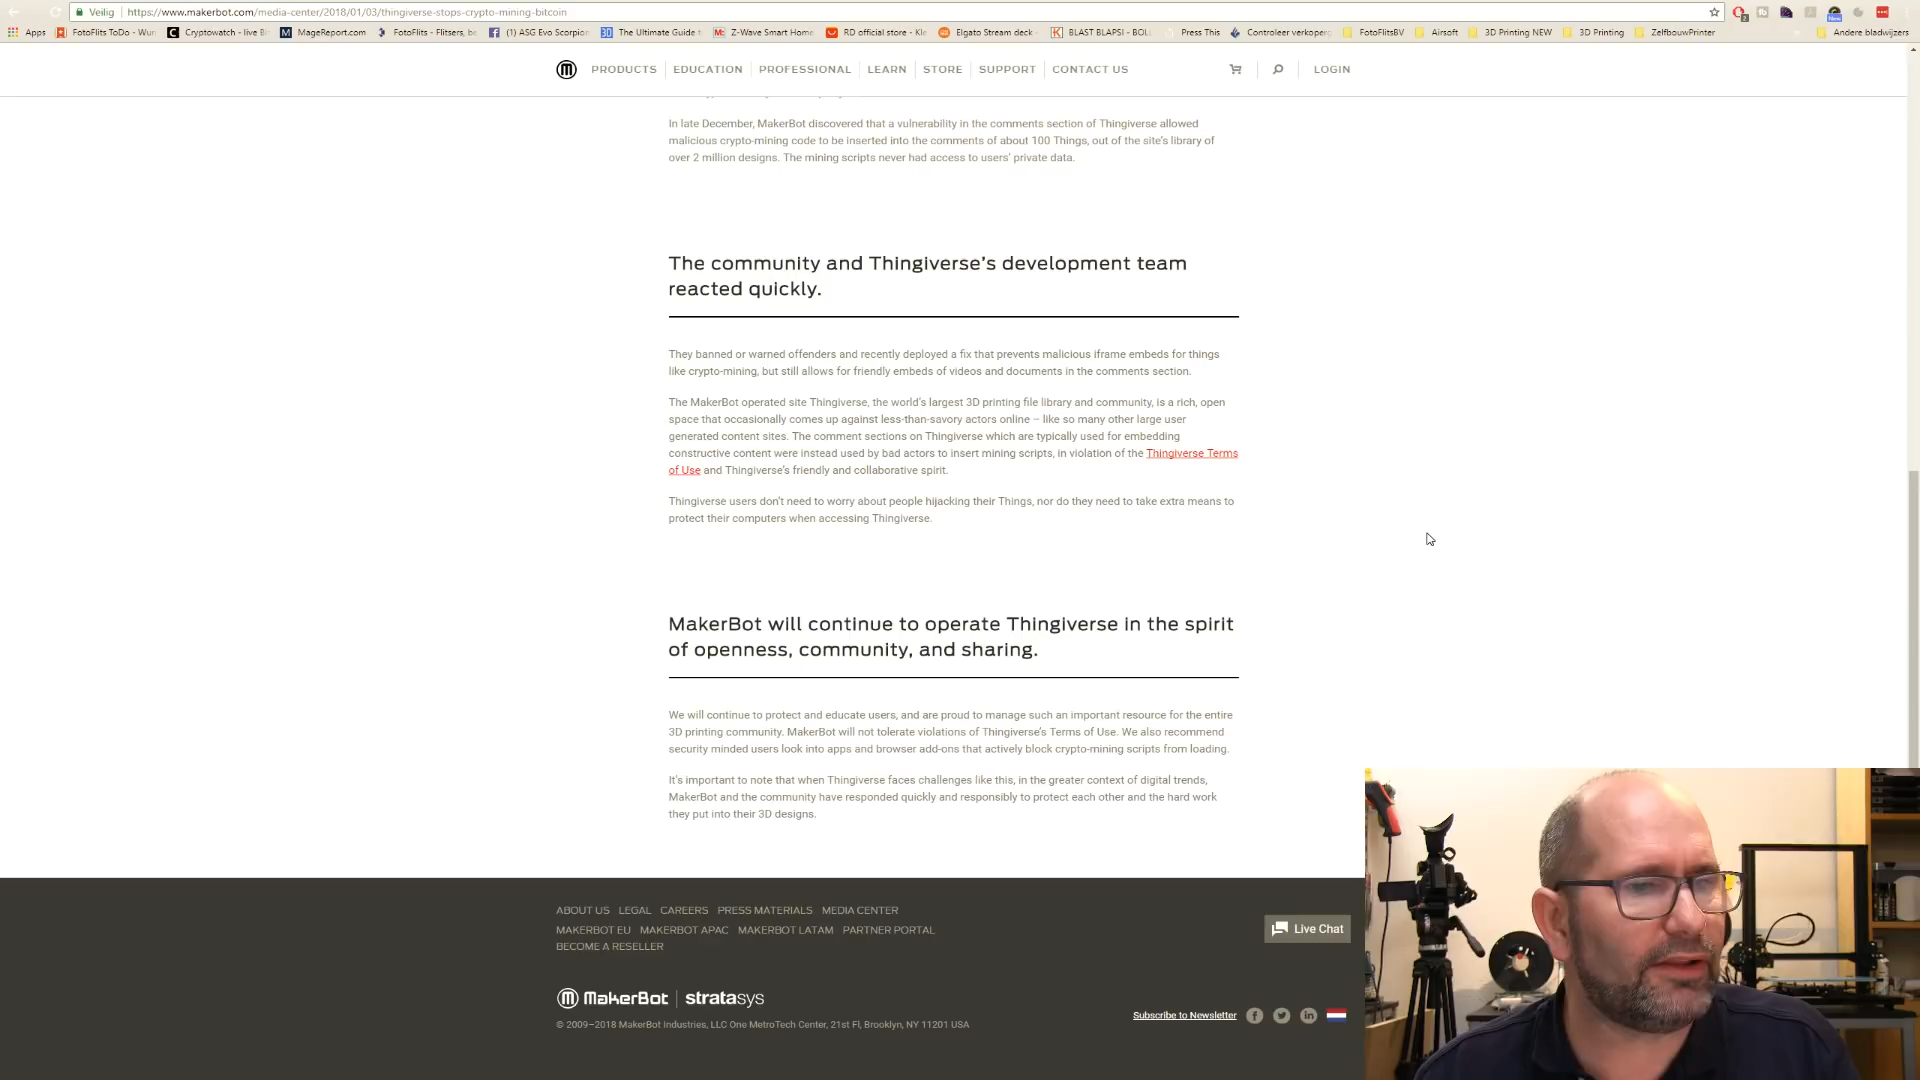 Veilig
https://www.makerbot.com/media-center/2018/01/03/thingiverse-stops-crypto-mining-bitcoin
Apps
FotoFlits ToDo - Wun
Cryptowatch - live Bi
MageReport.com
FotoFlits - Flitsers, be
(1) ASG Evo Scorpion
The Ultimate Guide t
Z-Wave Smart Home
RD official store - Kle
Elgato Stream deck
BLAST BLAPSI - BOL
Press This
Controleer verkoper
FotoFlitsBV
Airsoft
3D Printing NEW
3D Printing
ZelfbouwPrinter
Andere bladwijzers
PRODUCTS
EDUCATION
PROFESSIONAL
LEARN
STORE
SUPPORT
CONTACT US
LOGIN
In late December, MakerBot discovered that a vulnerability in the comments section of Thingiverse allowed
malicious crypto-mining code to be inserted into the comments of about 100 Things, out of the site's library of
over 2 million designs. The mining scripts never had access to users' private data.
The community and Thingiverse's development team
reacted quickly.
They banned or warned offenders and recently deployed a fix that prevents malicious iframe embeds for things
like crypto-mining, but still allows for friendly embeds of videos and documents in the comments section.
The MakerBot operated site Thingiverse, the world's largest 3D printing file library and community, is a rich, open
space that occasionally comes up against less-than-savory actors online – like so many other large user
generated content sites. The comment sections on Thingiverse which are typically used for embedding
constructive content were instead used by bad actors to insert mining scripts, in violation of the Thingiverse Terms
of Use and Thingiverse's friendly and collaborative spirit.
Thingiverse users don't need to worry about people hijacking their Things, nor do they need to take extra means to
protect their computers when accessing Thingiverse.
MakerBot will continue to operate Thingiverse in the spirit
of openness, community, and sharing.
We will continue to protect and educate users, and are proud to manage such an important resource for the entire
3D printing community. MakerBot will not tolerate violations of Thingiverse's Terms of Use. We also recommend
security minded users look into apps and browser add-ons that actively block crypto-mining scripts from loading.
It's important to note that when Thingiverse faces challenges like this, in the greater context of digital trends,
MakerBot and the community have responded quickly and responsibly to protect each other and the hard work
they put into their 3D designs.
ABOUT US LEGAL CAREERS PRESS MATERIALS MEDIA CENTER
MAKERBOT EU MAKERBOT APAC MAKERBOT LATAM PARTNER PORTAL
BECOME A RESELLER
Live Chat
MakerBot | stratasys
© 2009–2018 MakerBot Industries, LLC One MetroTech Center, 21st Fl, Brooklyn, NY 11201 USA
Subscribe to Newsletter